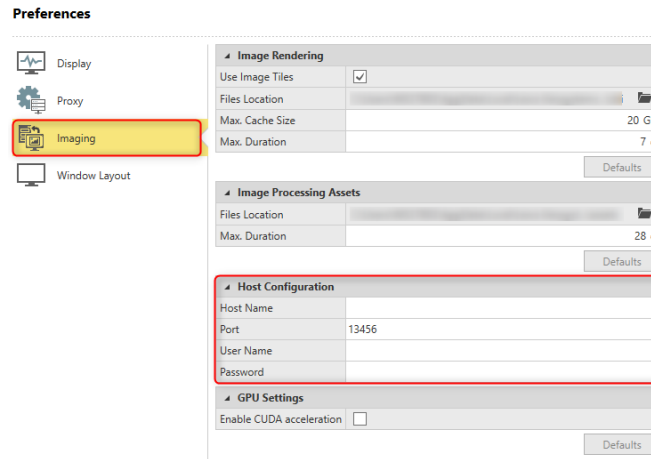 Preferences
Display
Proxy
Imaging
Window Layout
Image Rendering
Use Image Tiles
Files Location
Max. Cache Size 20 G
Max. Duration 7
Defaults
Image Processing Assets
Files Location
Max. Duration 28
Defaults
Host Configuration
Host Name
Port 13456
User Name
Password
GPU Settings
Enable CUDA acceleration
Defaults